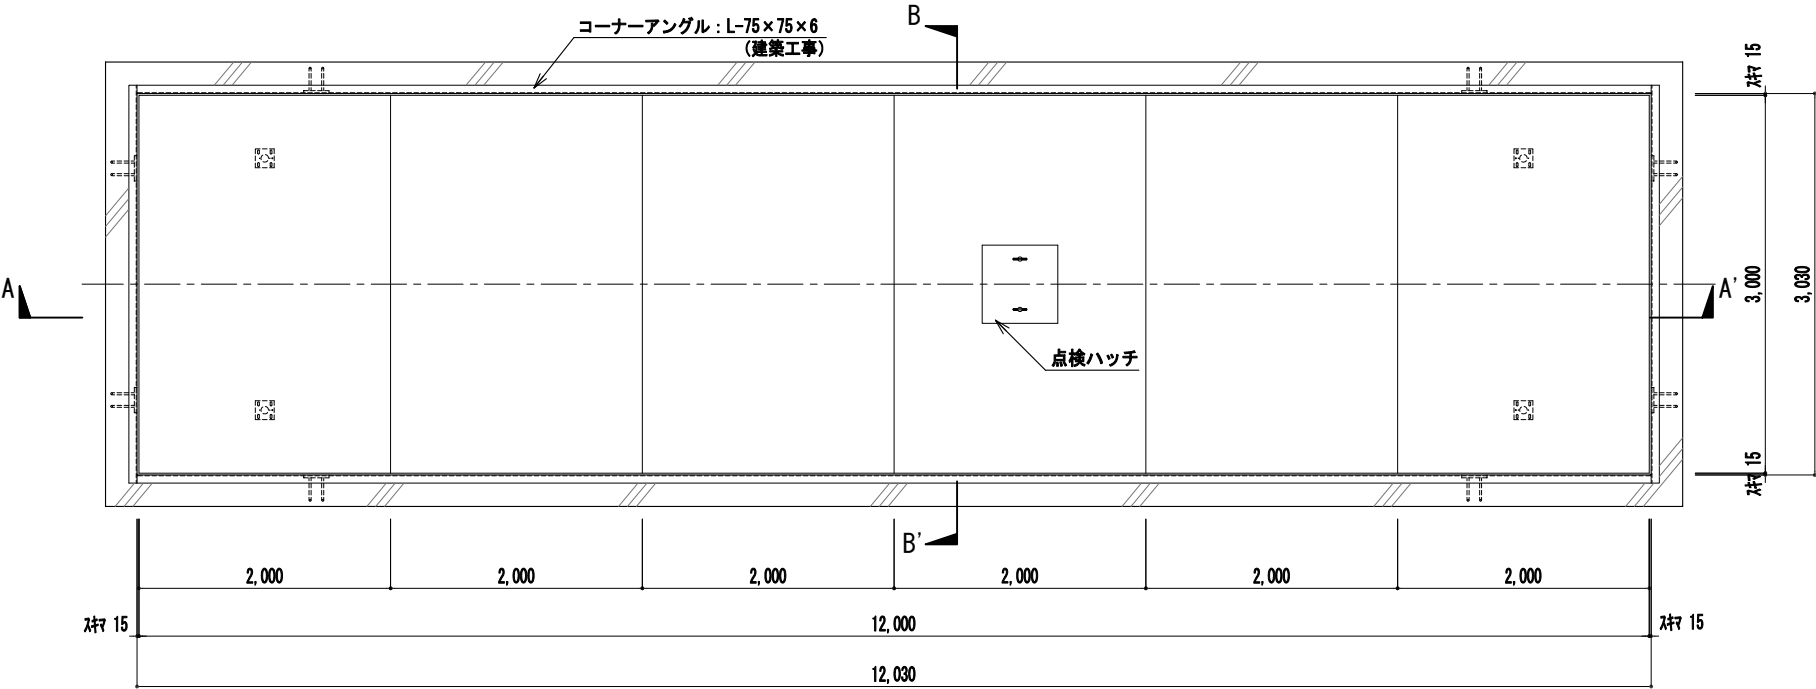 コーナーアングル：L-75×75×6
（建築工事）
B
スキマ 15
A
A'
3,000
3,030
点検ハッチ
スキマ 15
B'
2,000
2,000
2,000
2,000
2,000
2,000
スキマ 15
12,000
スキマ 15
12,030